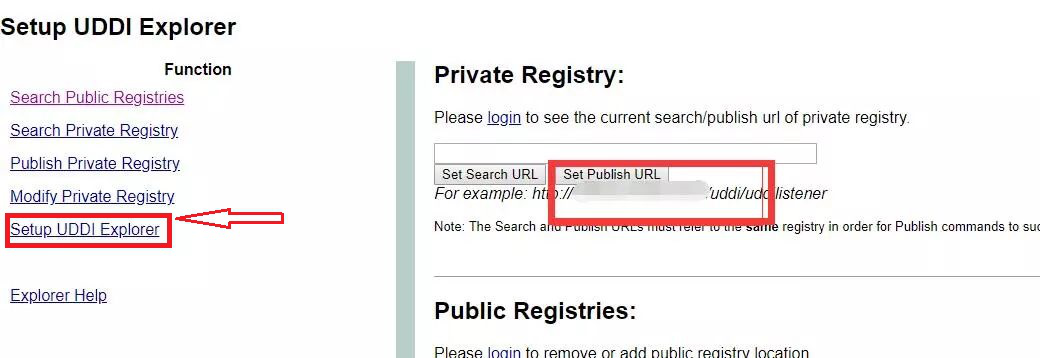 Setup UDDI Explorer
Function
Search Public Registries
Search Private Registry
Publish Private Registry
Modify Private Registry
Setup UDDI Explorer
Explorer Help
Private Registry:
Please login to see the current search/publish url of private registry.
Set Search URL Set Publish URL
For example: http:// /uddi/uddilistener
Note: The Search and Publish URLs must refer to the same registry in order for Publish commands to suc
Public Registries:
Please login to remove or add public registry location